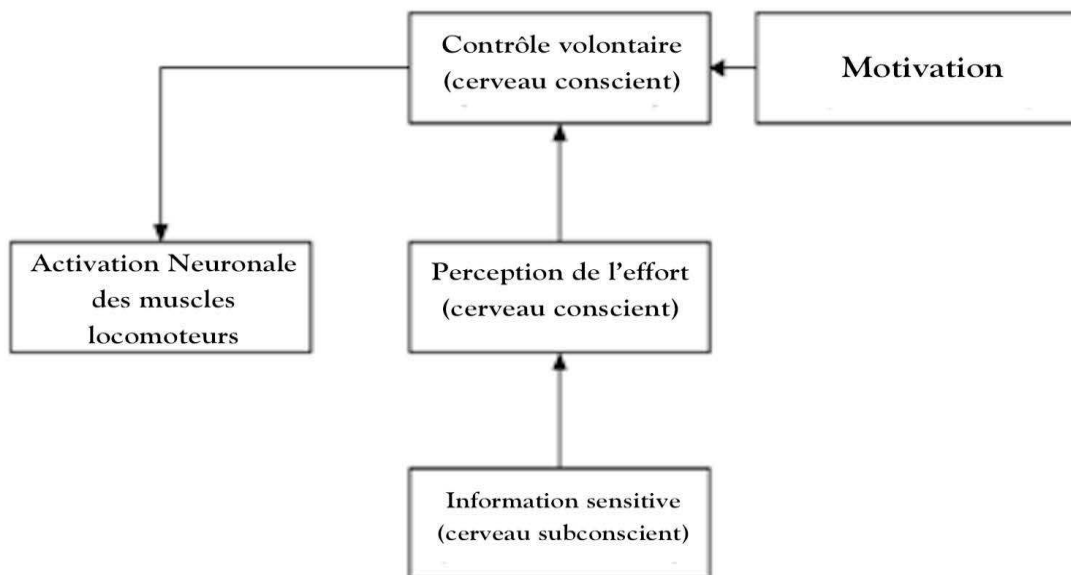 Contrôle volontaire
(cerveau conscient)
Motivation
Activation Neuronale
des muscles
locomoteurs
Perception de l’effort
(cerveau conscient)
Information sensitive
(cerveau subconscient)